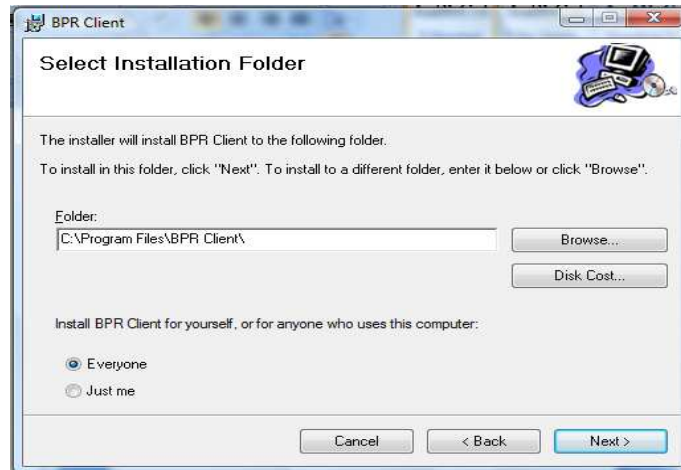 BPR Client
Select Installation Folder
The installer will install BPR Client to the following folder.
To install in this folder, click "Next". To install to a different folder, enter it below or click "Browse".
Folder:
C:\Program Files\BPR Client\
Browse...
Disk Cost...
Install BPR Client for yourself, or for anyone who uses this computer:
Everyone
Just me
Cancel
< Back
Next >